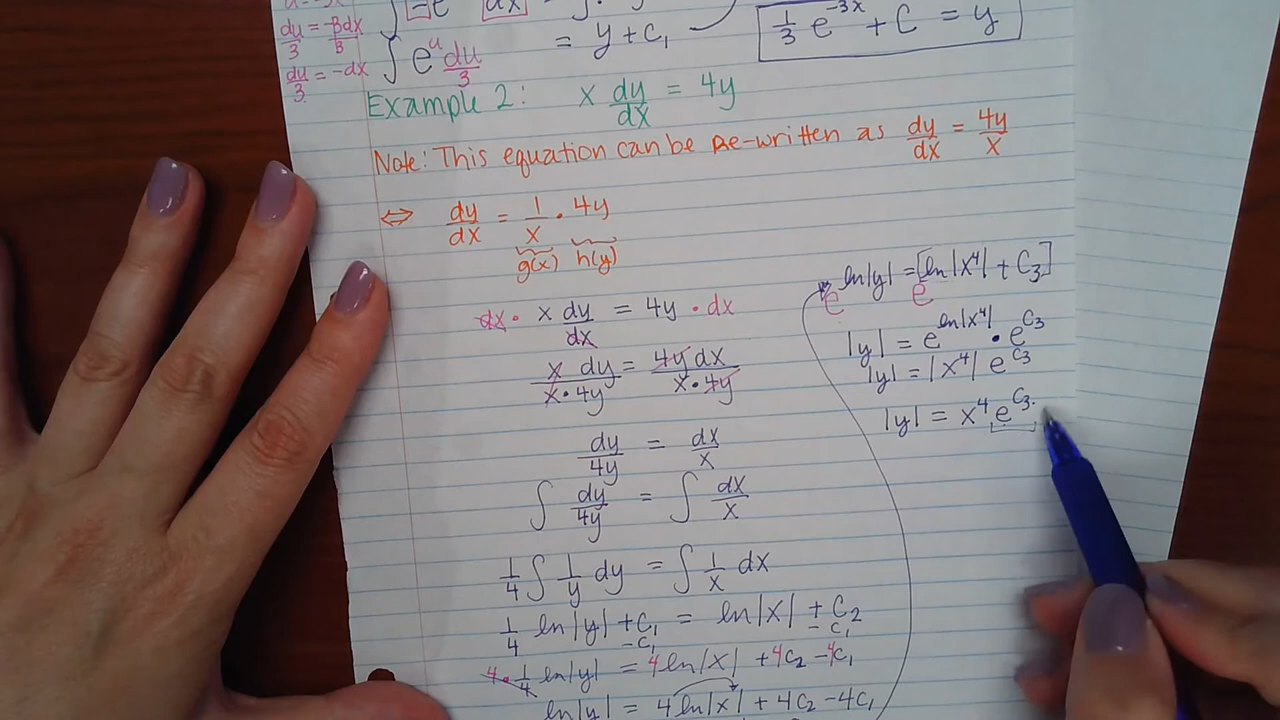 du/3 = -3dx/3
du/3 = -dx
∫ e^u du/3
= y + C₁
1/3 e^-3x + C = y
Example 2: x dy/dx = 4y
Note: This equation can be re-written as dy/dx = 4y/x
⇔ dy/dx = 1/x · 4y
g(x) h(y)
dx · x dy/dx = 4y · dx
x dy/x·4y = 4y dx/x·4y
dy/4y = dx/x
∫ dy/4y = ∫ dx/x
1/4 ∫ 1/y dy = ∫ 1/x dx
1/4 ln|y| + C₁ = ln|x| + C₂
-C₁ -C₁
4 · 1/4 ln|y| = 4 ln|x| + 4C₂ - 4C₁
ln|y| = 4 ln|x| + 4C₂ - 4C₁
e^ln|y| = e^[ln|x⁴| + C₃]
|y| = e^ln|x⁴| · e^C₃
|y| = |x⁴| e^C₃
|y| = x⁴ e^C₃